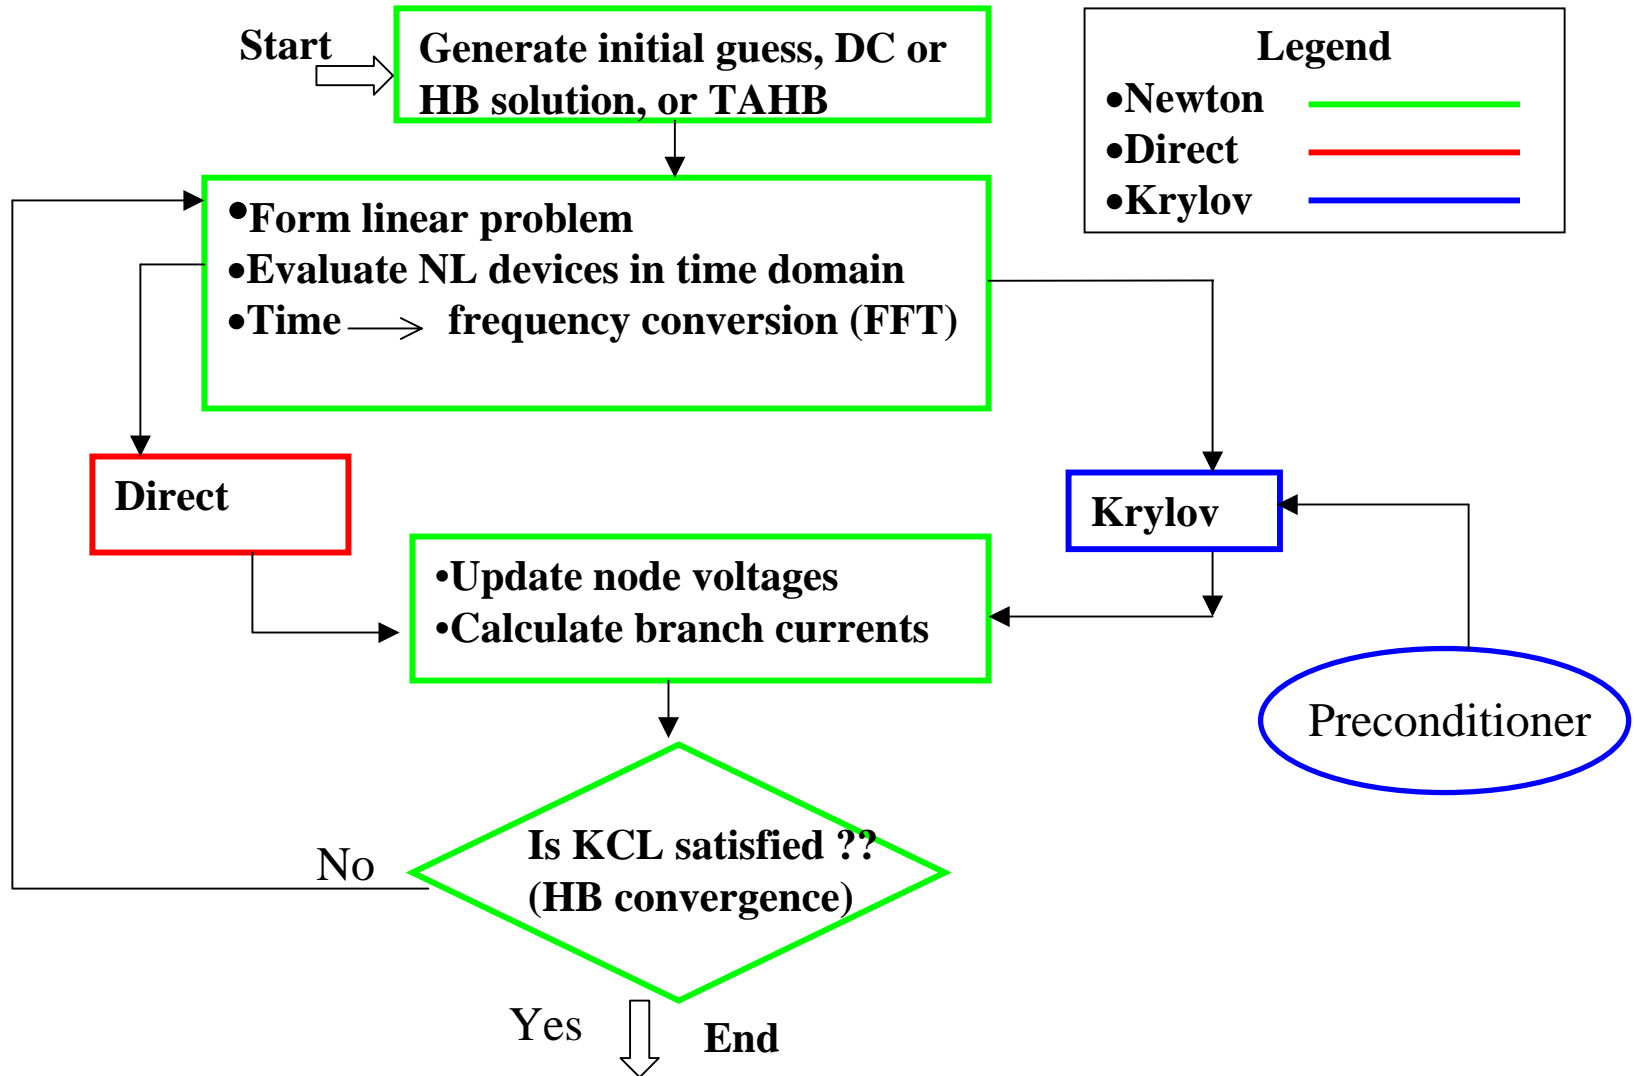 Start
Generate initial guess, DC or
HB solution, or TAHB
Legend
•Newton
•Direct
•Krylov
•Form linear problem
•Evaluate NL devices in time domain
•Time → frequency conversion (FFT)
Direct
Krylov
•Update node voltages
•Calculate branch currents
Preconditioner
Is KCL satisfied ??
(HB convergence)
No
Yes
End